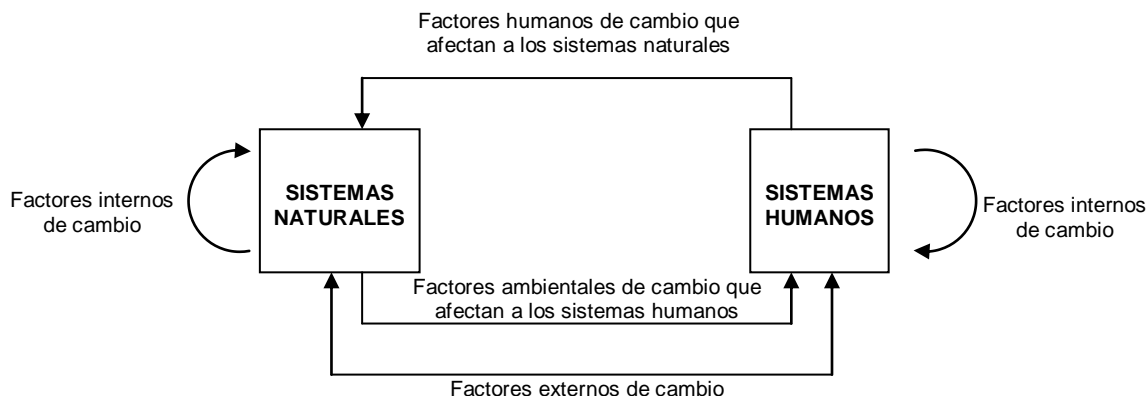 Factores humanos de cambio que
afectan a los sistemas naturales
SISTEMAS
NATURALES
SISTEMAS
HUMANOS
Factores internos
de cambio
Factores internos
de cambio
Factores ambientales de cambio que
afectan a los sistemas humanos
Factores externos de cambio